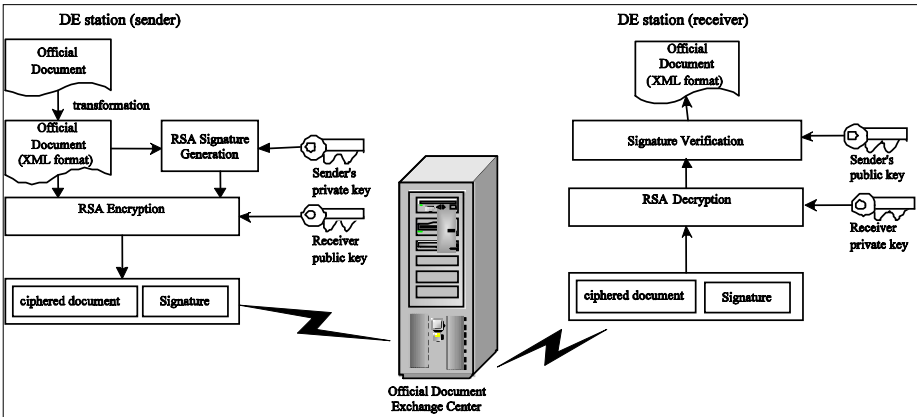 DE station (sender)
Official
Document
transformation
Official
Document
(XML format)
RSA Signature
Generation
Sender's
private key
RSA Encryption
Receiver
public key
ciphered document
Signature
Official Document
Exchange Center
DE station (receiver)
Official
Document
(XML format)
Signature Verification
Sender's
public key
RSA Decryption
Receiver
private key
ciphered document
Signature